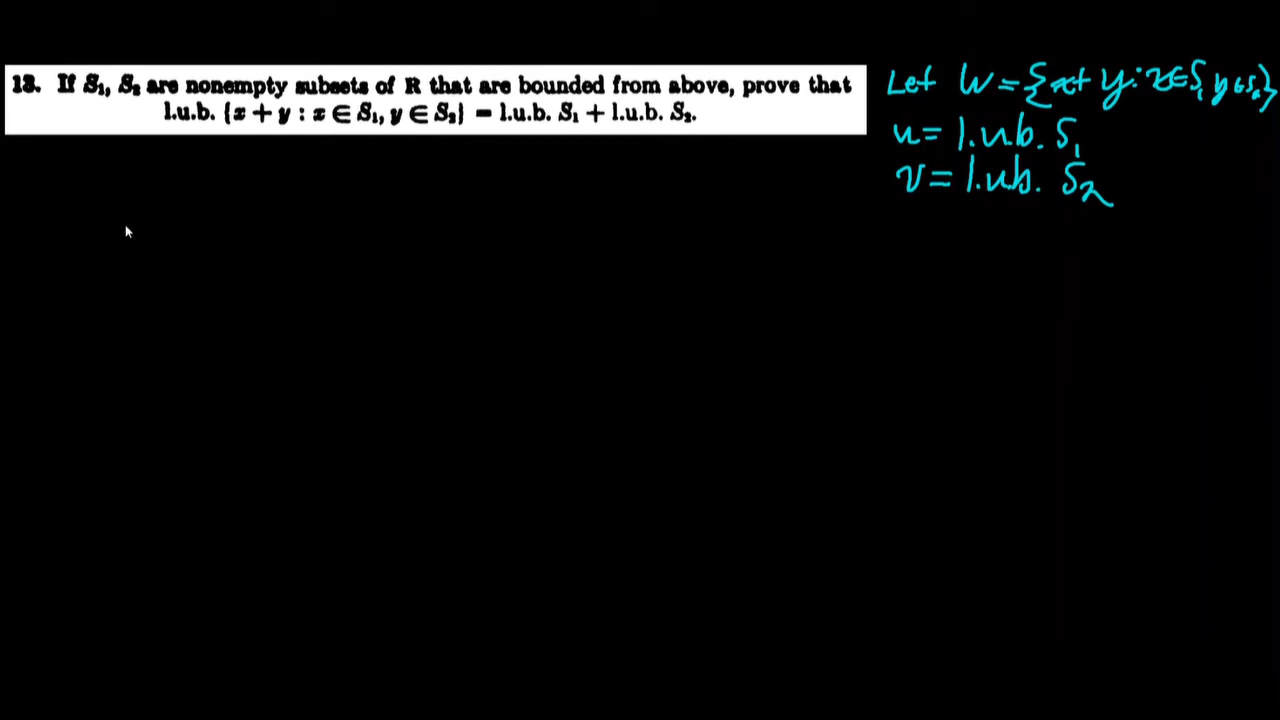 13. If S₁, S₂ are nonempty subsets of R that are bounded from above, prove that
l.u.b. {x + y : x ∈ S₁, y ∈ S₂} = l.u.b. S₁ + l.u.b. S₂.
Let W = {x + y : x ∈ S₁ y ∈ S₂}
u = l.u.b. S₁
v = l.u.b. S₂